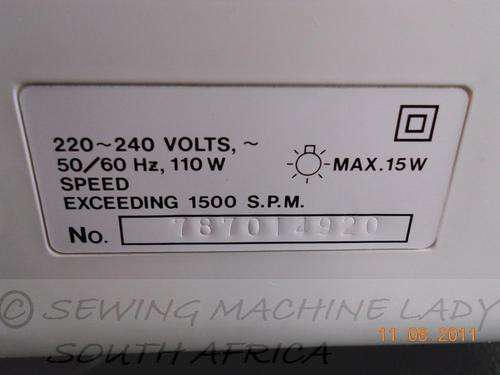 220~240 VOLTS, ~
50/60 Hz, 110 W
MAX. 15 W
SPEED
EXCEEDING 1500 S.P.M.
No. 787014920
© SEWING MACHINE LADY
SOUTH AFRICA
11 08 2011